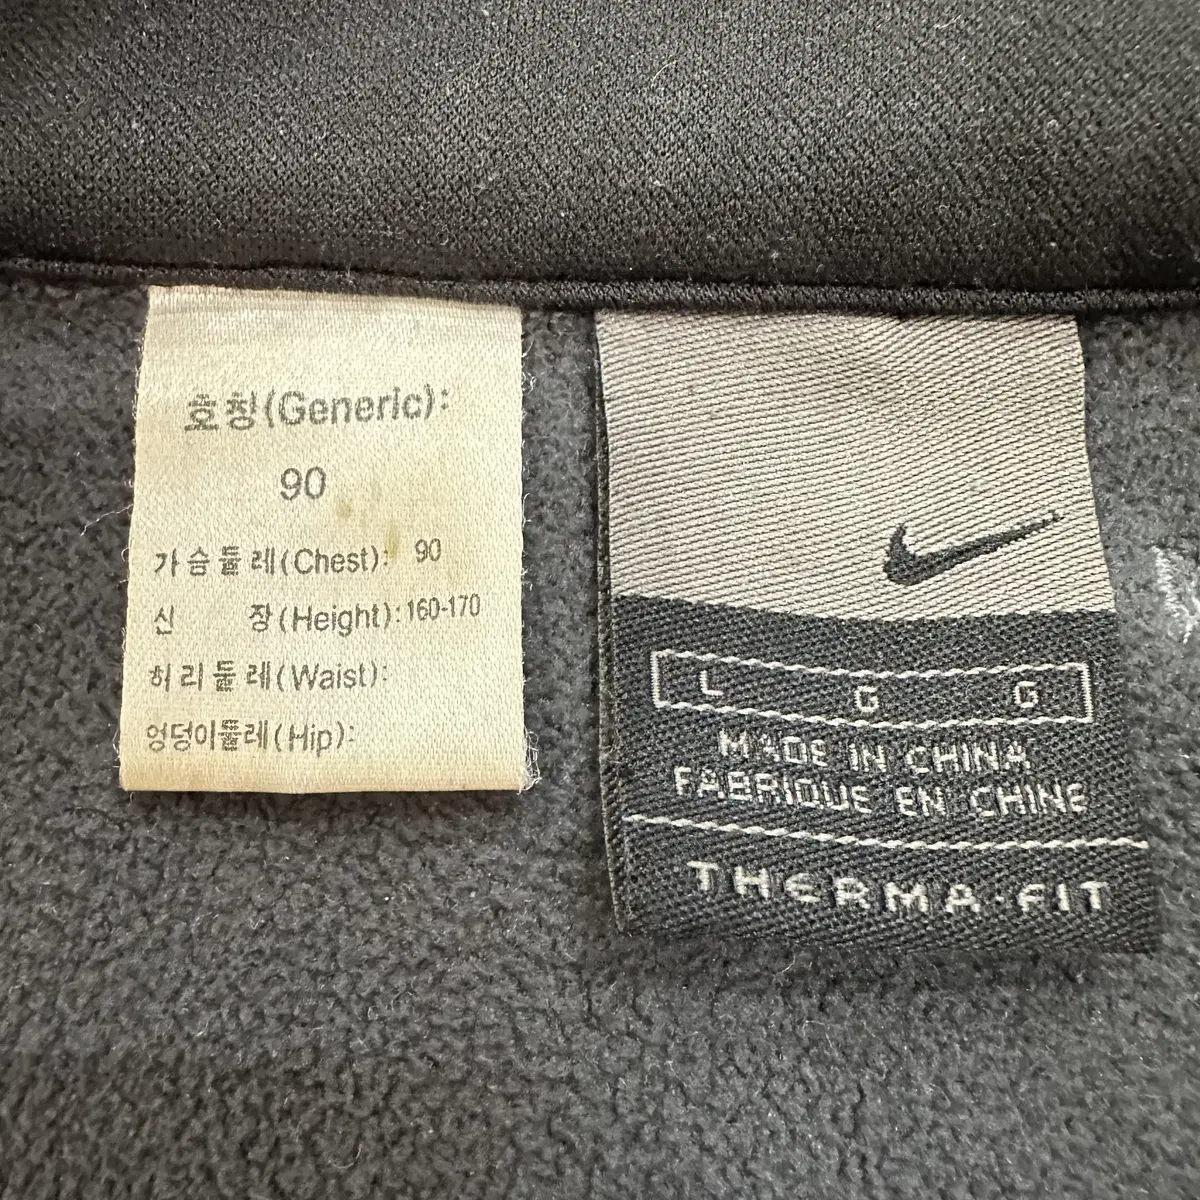 호칭(Generic):
90
가슴둘레(Chest): 90
신 장(Height): 160-170
허리둘레(Waist):
엉덩이둘레(Hip):
L G G
MADE IN CHINA
FABRIQUE EN CHINE
THERMA·FIT